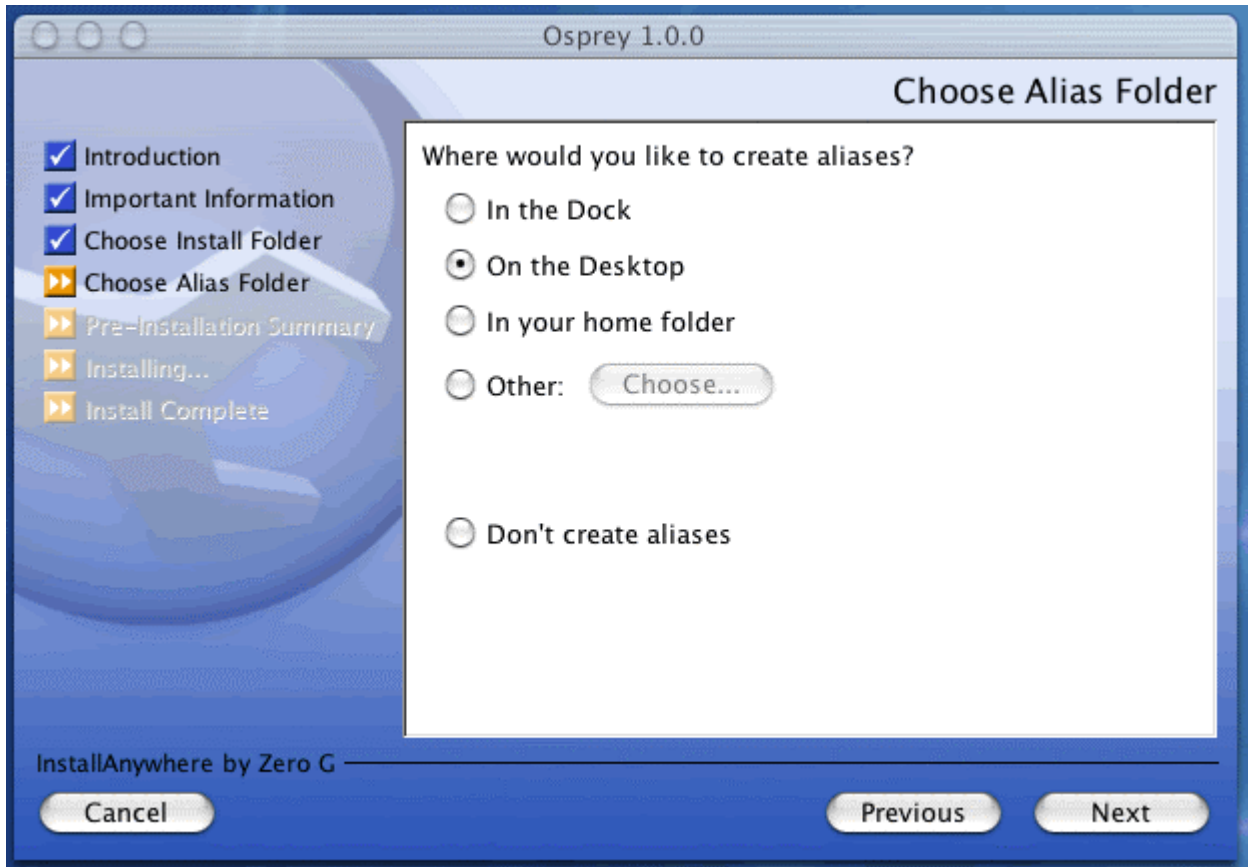 Osprey 1.0.0
Choose Alias Folder
Introduction
Important Information
Choose Install Folder
Choose Alias Folder
Pre-Installation Summary
Installing...
Install Complete
Where would you like to create aliases?
In the Dock
On the Desktop
In your home folder
Other: Choose...
Don't create aliases
InstallAnywhere by Zero G
Cancel Previous Next